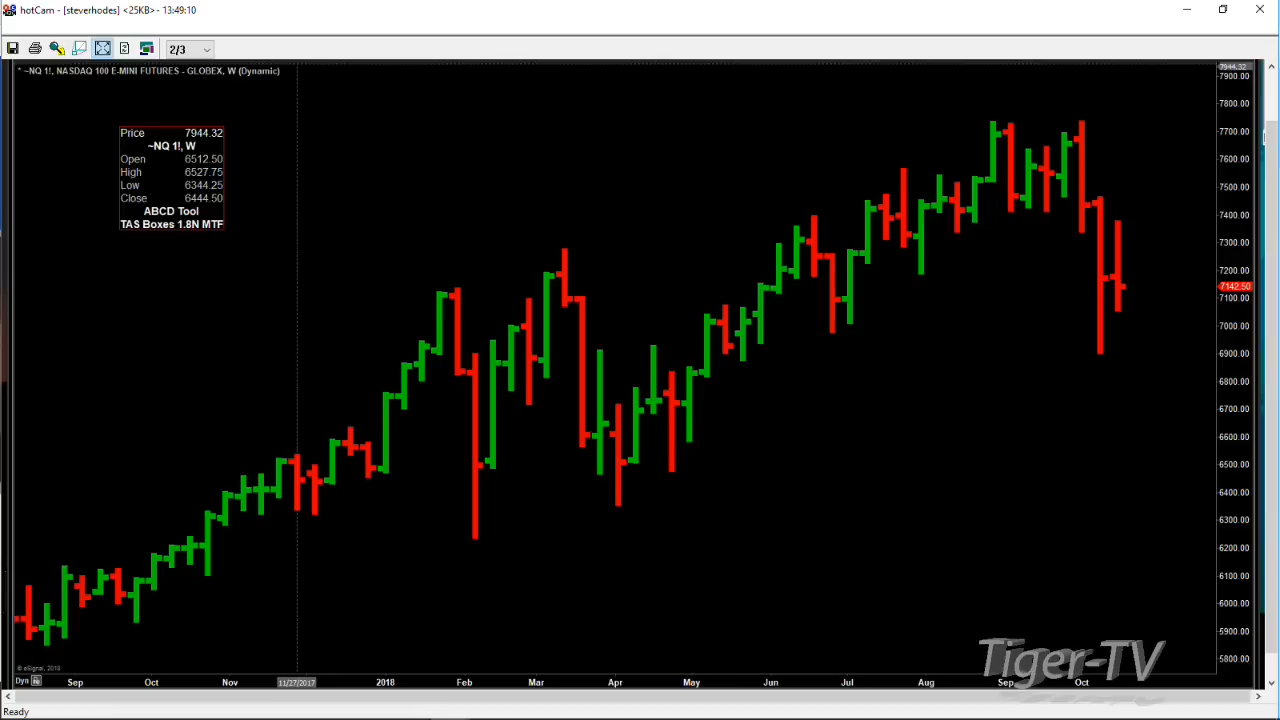 hotCam - [steverhodes] <25KB> - 13:49:10
2/3
* ~NQ 1!, NASDAQ 100 E-MINI FUTURES - GLOBEX, W (Dynamic)
Price 7944.32
~NQ 1!, W
Open 6512.50
High 6527.75
Low 6344.25
Close 6444.50
ABCD Tool
TAS Boxes 1.8N MTF
7944.32
7900.00
7800.00
7700.00
7600.00
7500.00
7400.00
7300.00
7200.00
7142.50
7100.00
7000.00
6900.00
6800.00
6700.00
6600.00
6500.00
6400.00
6300.00
6200.00
6100.00
6000.00
5900.00
5800.00
Tiger-TV
© eSignal, 2018
Dyn Sep Oct Nov 11/27/2017 2018 Feb Mar Apr May Jun Jul Aug Sep Oct
Ready